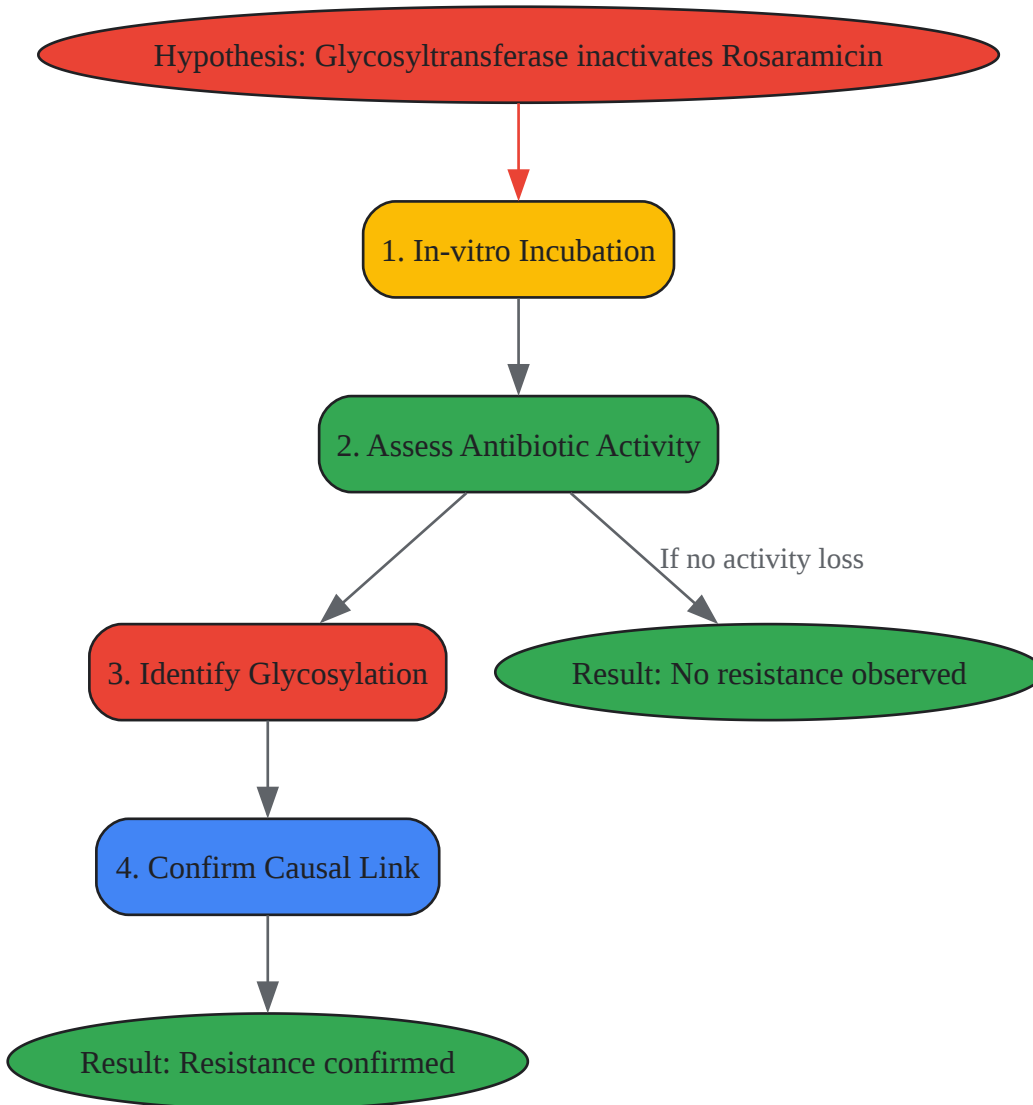 Hypothesis: Glycosyltransferase inactivates Rosaramicin
1. In-vitro Incubation
2. Assess Antibiotic Activity
If no activity loss
3. Identify Glycosylation
Result: No resistance observed
4. Confirm Causal Link
Result: Resistance confirmed